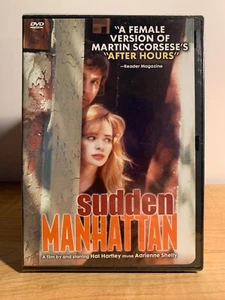 DVD
"A FEMALE
VERSION OF
MARTIN SCORSESE'S
"AFTER HOURS"
—Reader Magazine
sudden
MANHATTAN
A film by and starring Hal Hartley muse Adrienne Shelly